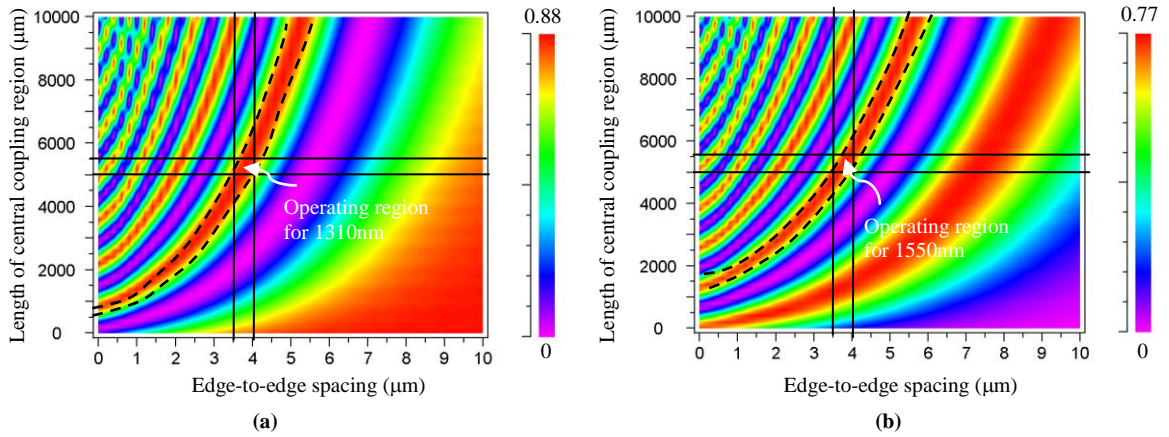 0.88
10000
8000
6000
4000
2000
0
Length of central coupling region (μm)
Operating region
for 1310nm
0
0 1 2 3 4 5 6 7 8 9 10
Edge-to-edge spacing (μm)
(a)
0.77
10000
8000
6000
4000
2000
0
Length of central coupling region (μm)
Operating region
for 1550nm
0
0 1 2 3 4 5 6 7 8 9 10
Edge-to-edge spacing (μm)
(b)